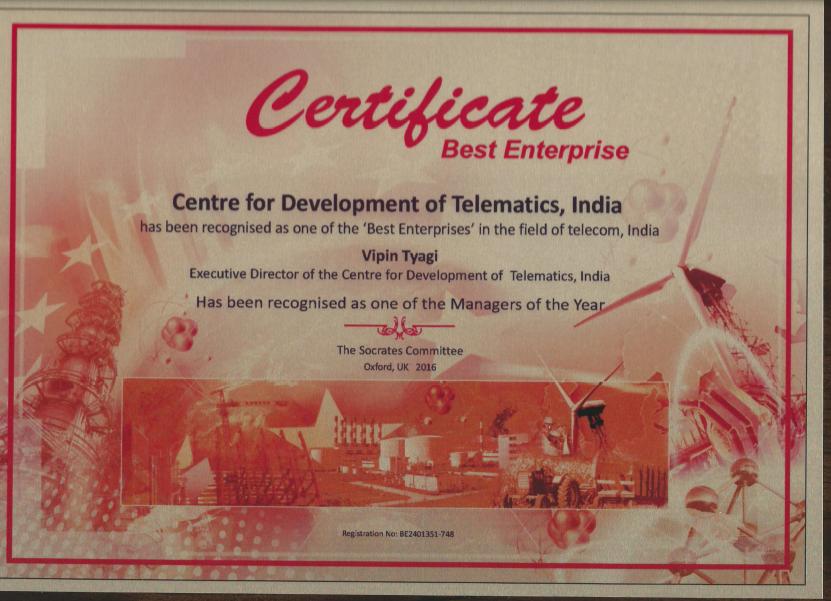 Certificate
Best Enterprise
Centre for Development of Telematics, India
has been recognised as one of the 'Best Enterprises' in the field of telecom, India
Vipin Tyagi
Executive Director of the Centre for Development of Telematics, India
Has been recognised as one of the Managers of the Year
The Socrates Committee
Oxford, UK 2016
Registration No: BE2401351-748